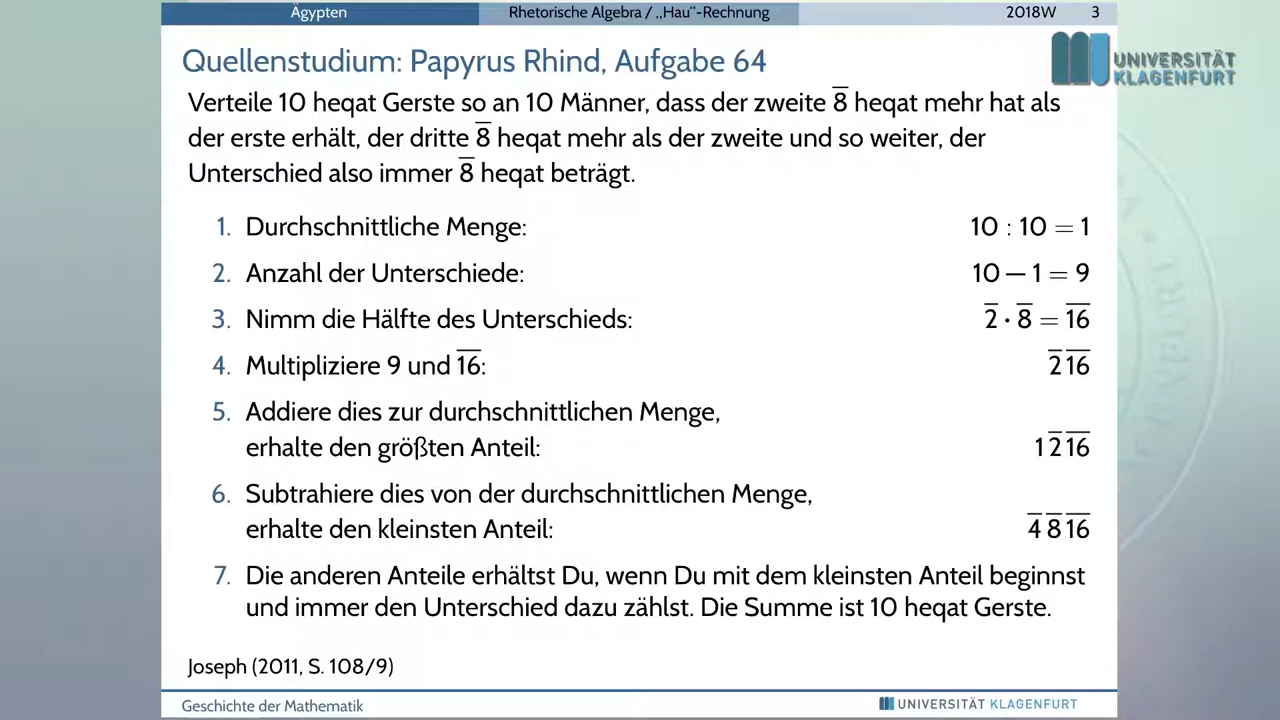 Ägypten Rhetorische Algebra / „Hau“-Rechnung 2018W 3
UNIVERSITÄT
KLAGENFURT
Quellenstudium: Papyrus Rhind, Aufgabe 64
Verteile 10 heqat Gerste so an 10 Männer, dass der zweite 8̅ heqat mehr hat als
der erste erhält, der dritte 8̅ heqat mehr als der zweite und so weiter, der
Unterschied also immer 8̅ heqat beträgt.
1. Durchschnittliche Menge: 10 : 10 = 1
2. Anzahl der Unterschiede: 10 – 1 = 9
3. Nimm die Hälfte des Unterschieds: 2̅ · 8̅ = 1̅6̅
4. Multipliziere 9 und 1̅6̅: 2̅ 1̅6̅
5. Addiere dies zur durchschnittlichen Menge,
erhalte den größten Anteil: 1 2̅ 1̅6̅
6. Subtrahiere dies von der durchschnittlichen Menge,
erhalte den kleinsten Anteil: 4̅ 8̅ 1̅6̅
7. Die anderen Anteile erhältst Du, wenn Du mit dem kleinsten Anteil beginnst
und immer den Unterschied dazu zählst. Die Summe ist 10 heqat Gerste.
Joseph (2011, S. 108/9)
Geschichte der Mathematik UNIVERSITÄT KLAGENFURT